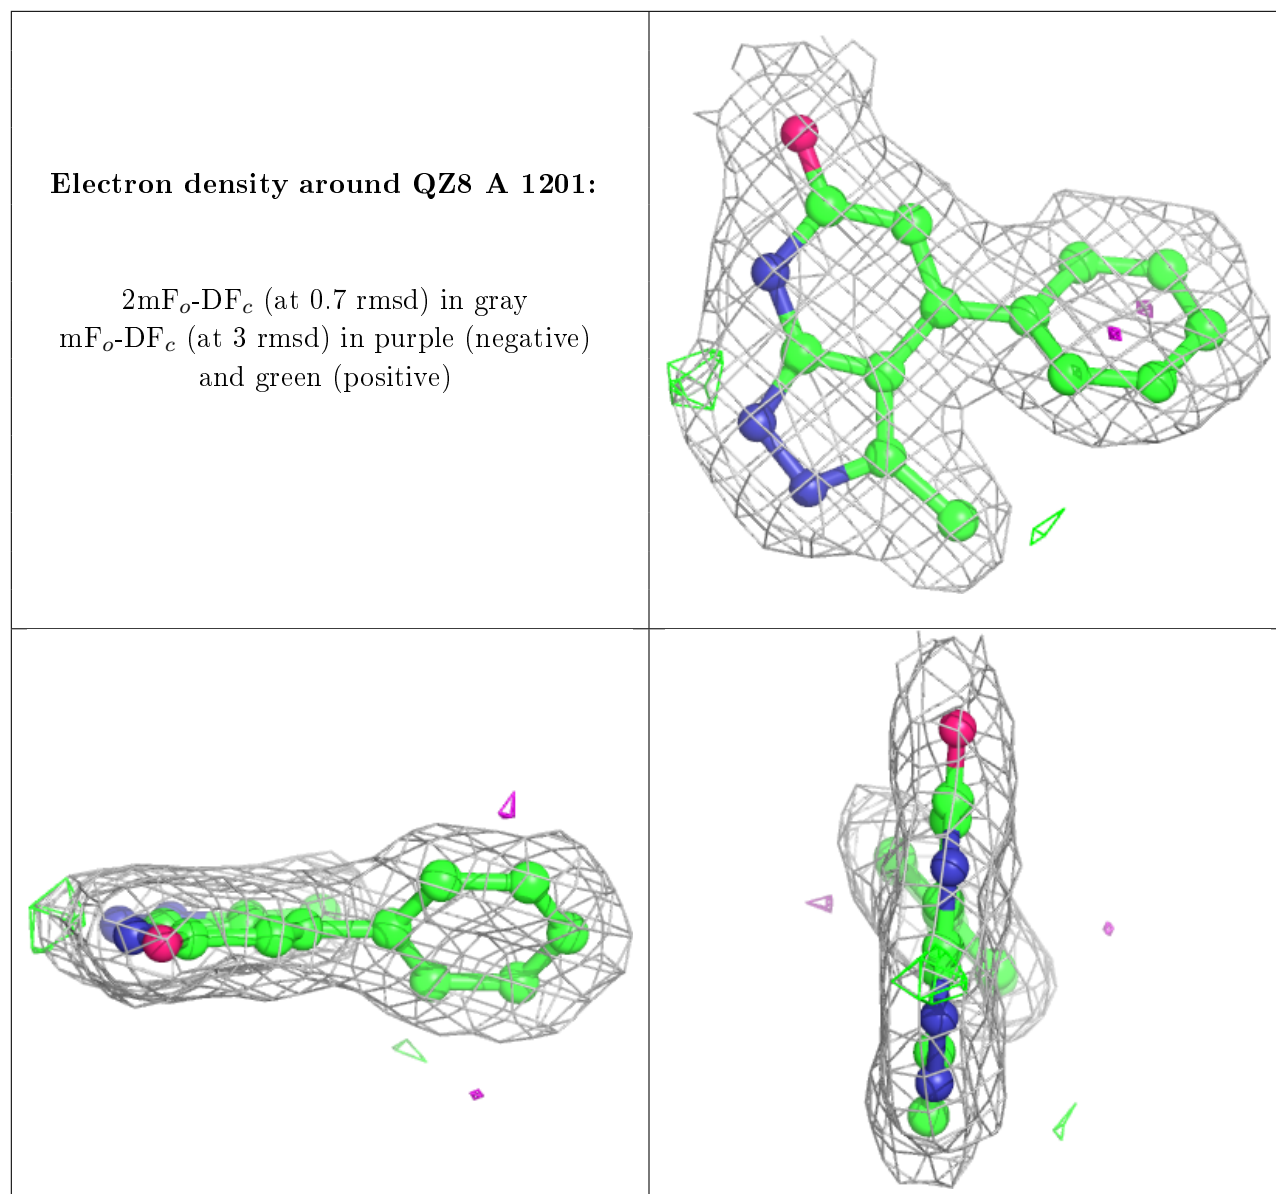 Electron density around QZ8 A 1201:
2mFo-DFc (at 0.7 rmsd) in gray
mFo-DFc (at 3 rmsd) in purple (negative)
and green (positive)